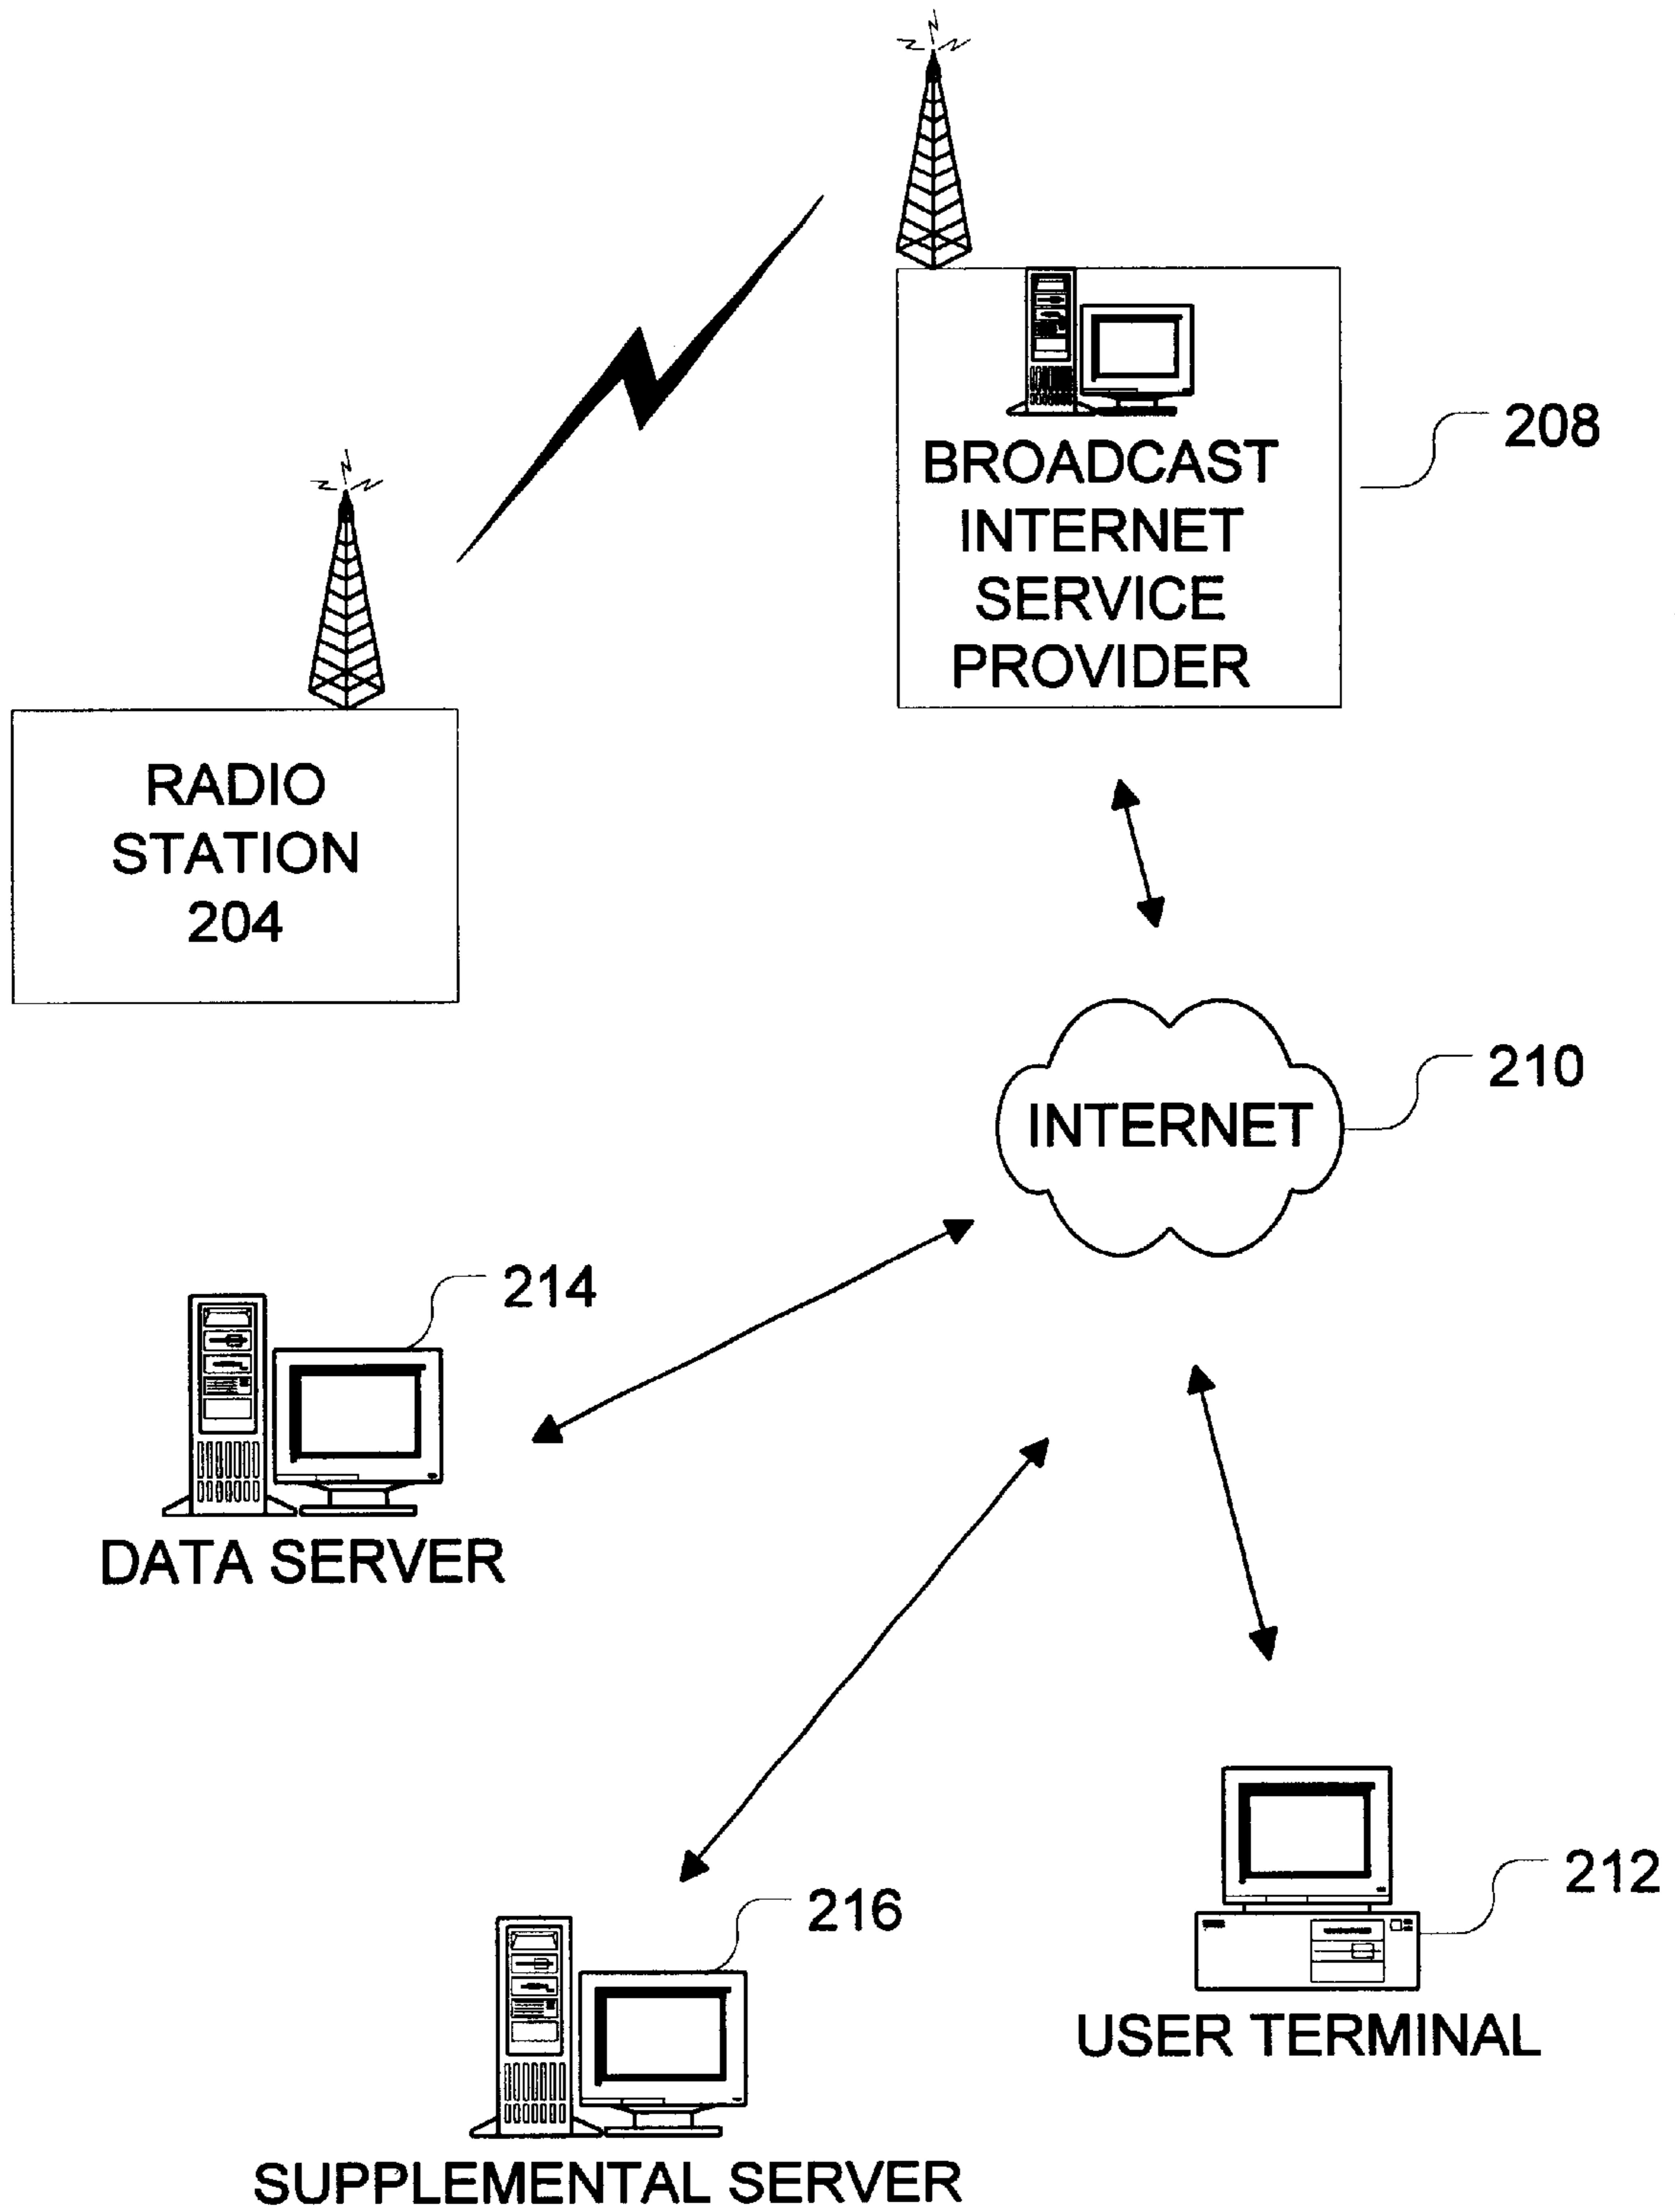 BROADCAST
INTERNET
SERVICE
PROVIDER
208
RADIO
STATION
204
INTERNET
210
214
DATA SERVER
212
USER TERMINAL
216
SUPPLEMENTAL SERVER